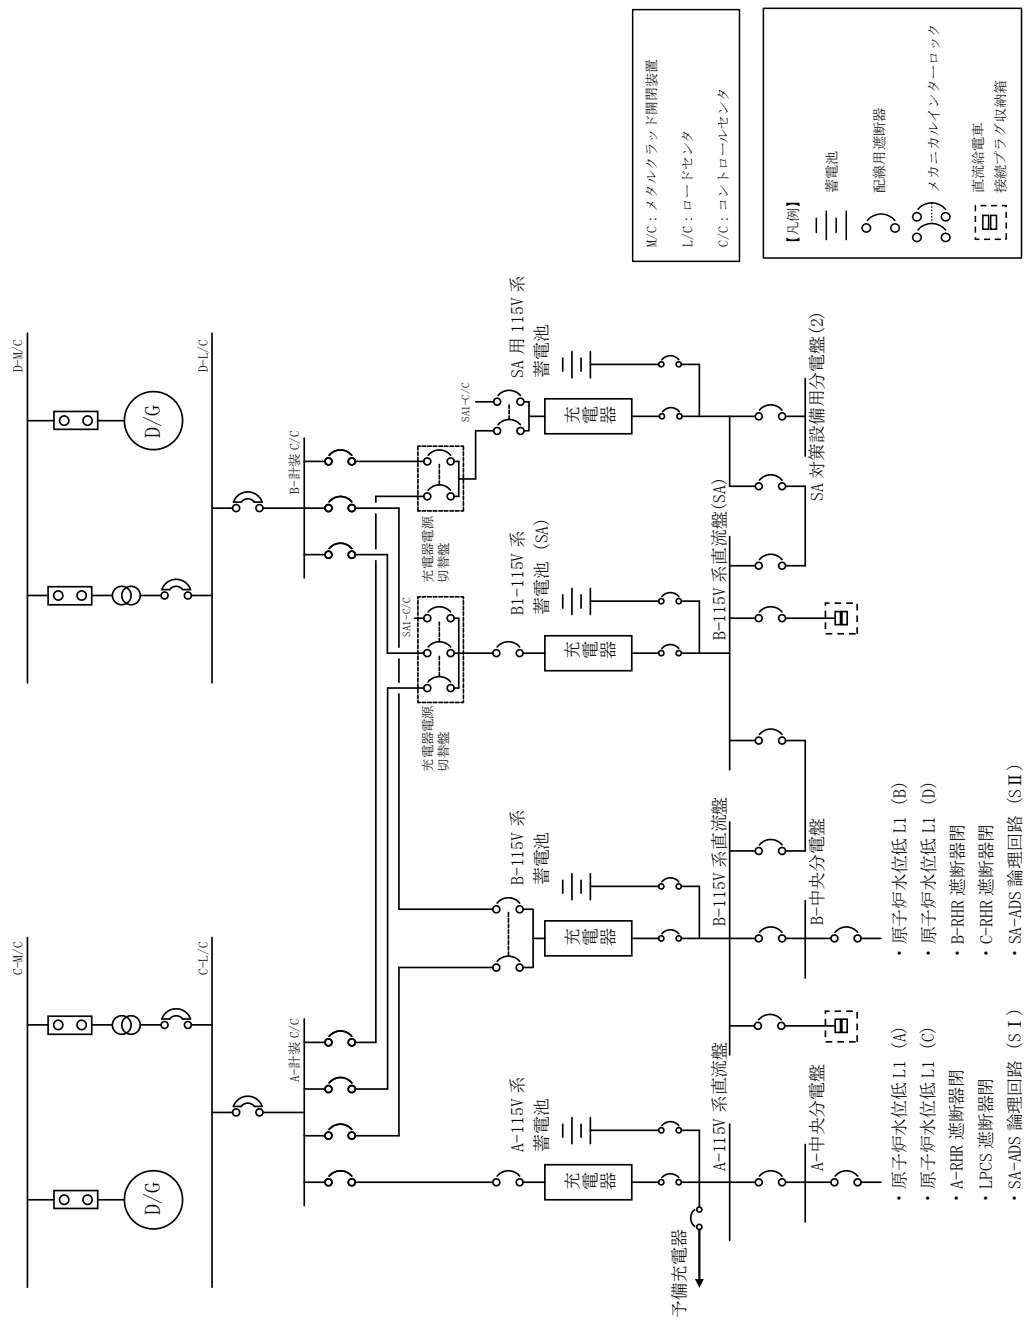 C-M/C
D-M/C
D/G
D/G
C-L/C
D-L/C
A-計装 C/C
B-計装 C/C
充電器電源
切替盤
SA1-C/C
充電器電源
切替盤
SA1-C/C
A-115V 系
蓄電池
B-115V 系
蓄電池
B1-115V 系
蓄電池 (SA)
SA 用 115V 系
蓄電池
充電器
充電器
充電器
充電器
予備充電器
A-115V 系直流盤
B-115V 系直流盤
B-115V 系直流盤(SA)
A-中央分電盤
B-中央分電盤
SA 対策設備用分電盤(2)
・原子炉水位低 L1 (A)
・原子炉水位低 L1 (C)
・A-RHR 遮断器閉
・LPCS 遮断器閉
・SA-ADS 論理回路 (SⅠ)
・原子炉水位低 L1 (B)
・原子炉水位低 L1 (D)
・B-RHR 遮断器閉
・C-RHR 遮断器閉
・SA-ADS 論理回路 (SⅡ)
M/C：メタルクラッド開閉装置
L/C：ロードセンタ
C/C：コントロールセンタ
【凡例】
蓄電池
配線用遮断器
メカニカルインターロック
直流給電車
接続プラグ収納箱